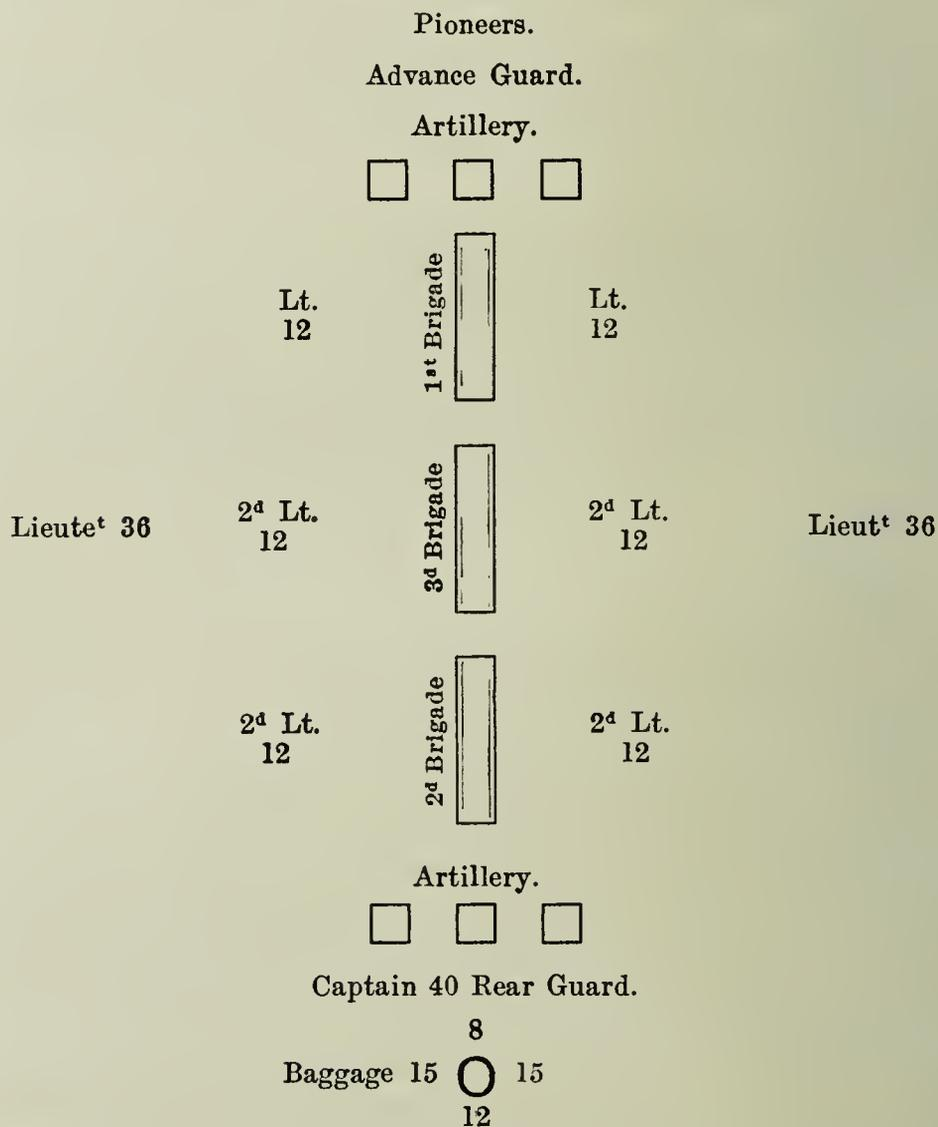 Pioneers.
Advance Guard.
Artillery.
1st Brigade
Lt. Lt.
12 12
3d Brigade
Lieutet 36 2d Lt. 2d Lt. Lieutt 36
12 12
2d Brigade
2d Lt. 2d Lt.
12 12
Artillery.
Captain 40 Rear Guard.
8
Baggage 15 O 15
12